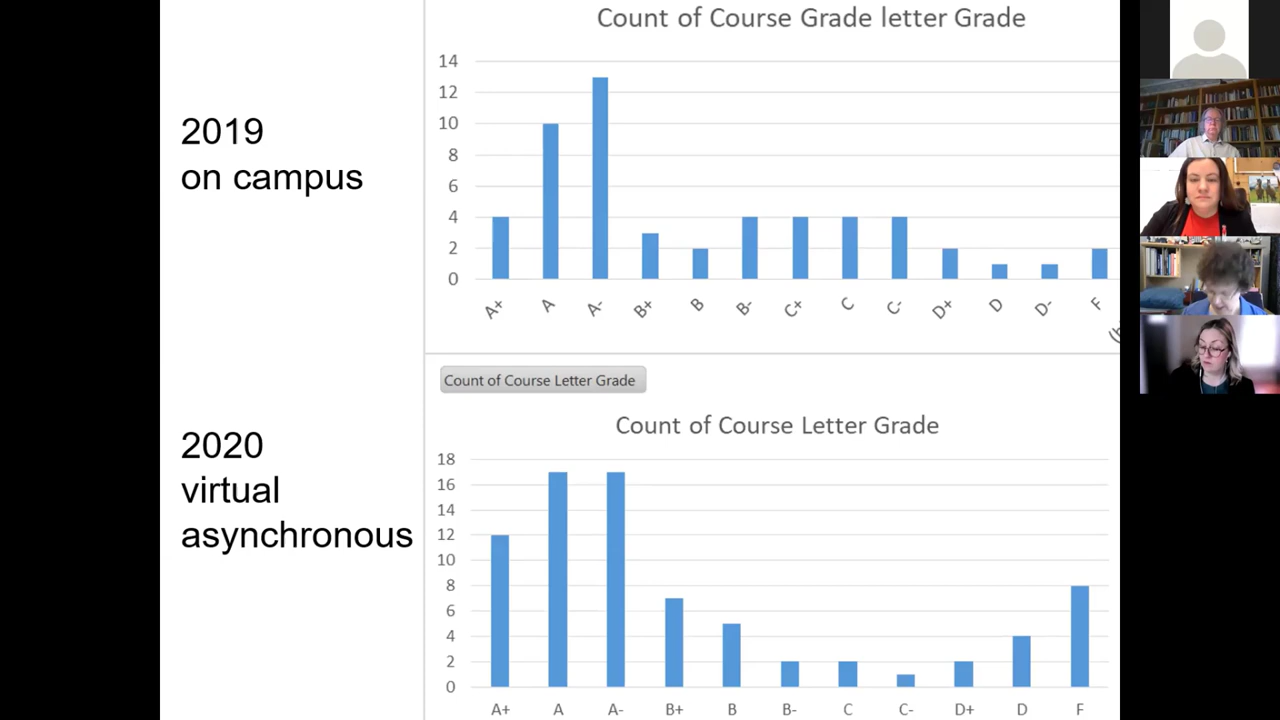 Count of Course Grade letter Grade
2019
on campus
14
12
10
8
6
4
2
0
A+ A A- B+ B B- C+ C C- D+ D D- F
Count of Course Letter Grade
Count of Course Letter Grade
2020
virtual
asynchronous
18
16
14
12
10
8
6
4
2
0
A+ A A- B+ B B- C C- D+ D F